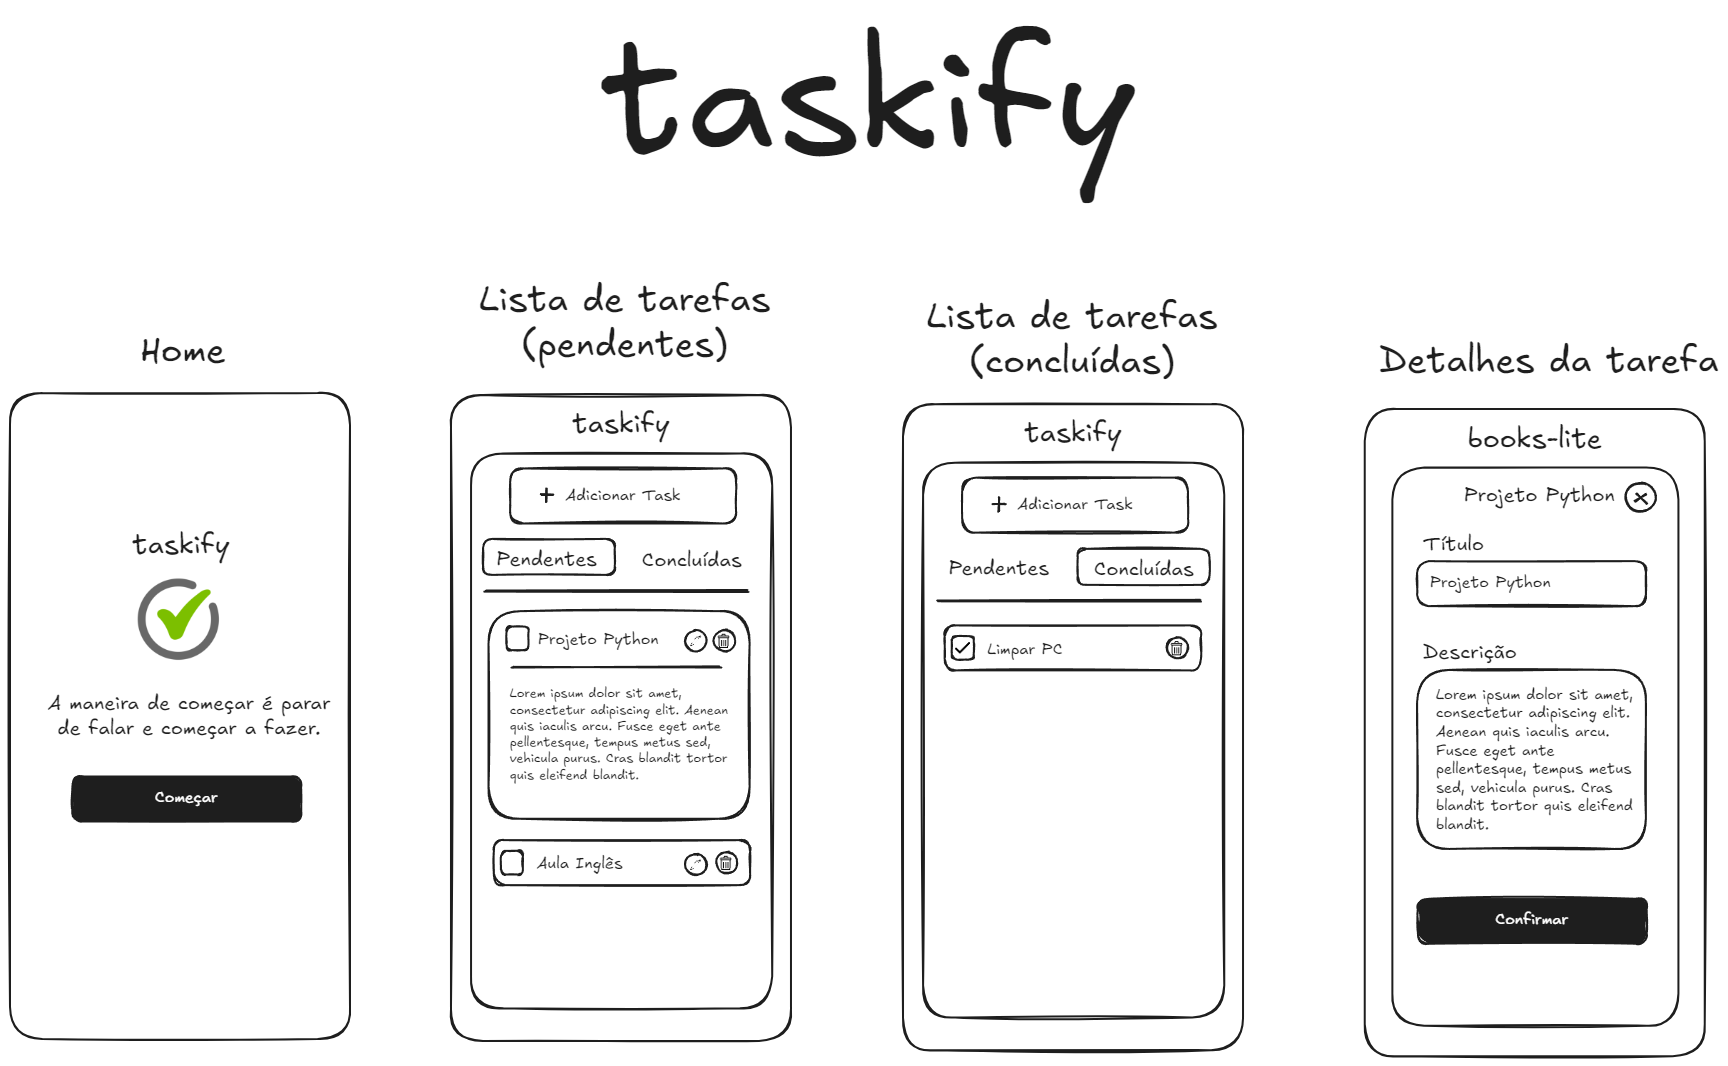 taskify
Home
taskify
A maneira de começar é parar
de falar e começar a fazer.
Começar
Lista de tarefas
(pendentes)
taskify
+ Adicionar Task
Pendentes
Concluídas
Projeto Python
Lorem ipsum dolor sit amet,
consectetur adipiscing elit. Aenean
quis iaculis arcu. Fusce eget ante
pellentesque, tempus metus sed,
vehicula purus. Cras blandit tortor
quis eleifend blandit.
Aula Inglês
Lista de tarefas
(concluídas)
taskify
+ Adicionar Task
Pendentes
Concluídas
Limpar PC
Detalhes da tarefa
books-lite
Projeto Python
Título
Projeto Python
Descrição
Lorem ipsum dolor sit amet,
consectetur adipiscing elit.
Aenean quis iaculis arcu.
Fusce eget ante
pellentesque, tempus metus
sed, vehicula purus. Cras
blandit tortor quis eleifend
blandit.
Confirmar